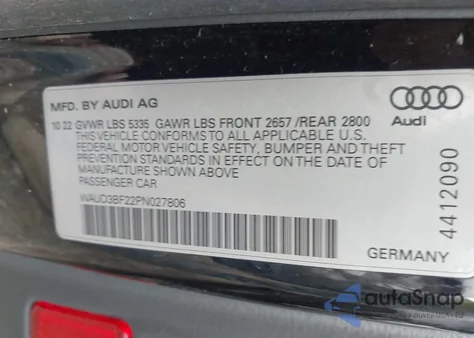 MFD. BY AUDI AG
10 22 GVWR LBS 5335 GAWR LBS FRONT 2657 /REAR 2800
THIS VEHICLE CONFORMS TO ALL APPLICABLE U.S.
FEDERAL MOTOR VEHICLE SAFETY, BUMPER AND THEFT
PREVENTION STANDARDS IN EFFECT ON THE DATE OF
MANUFACTURE SHOWN ABOVE
PASSENGER CAR
WAUD3BF22PN027806
Audi
4412090
GERMANY
autoSnap